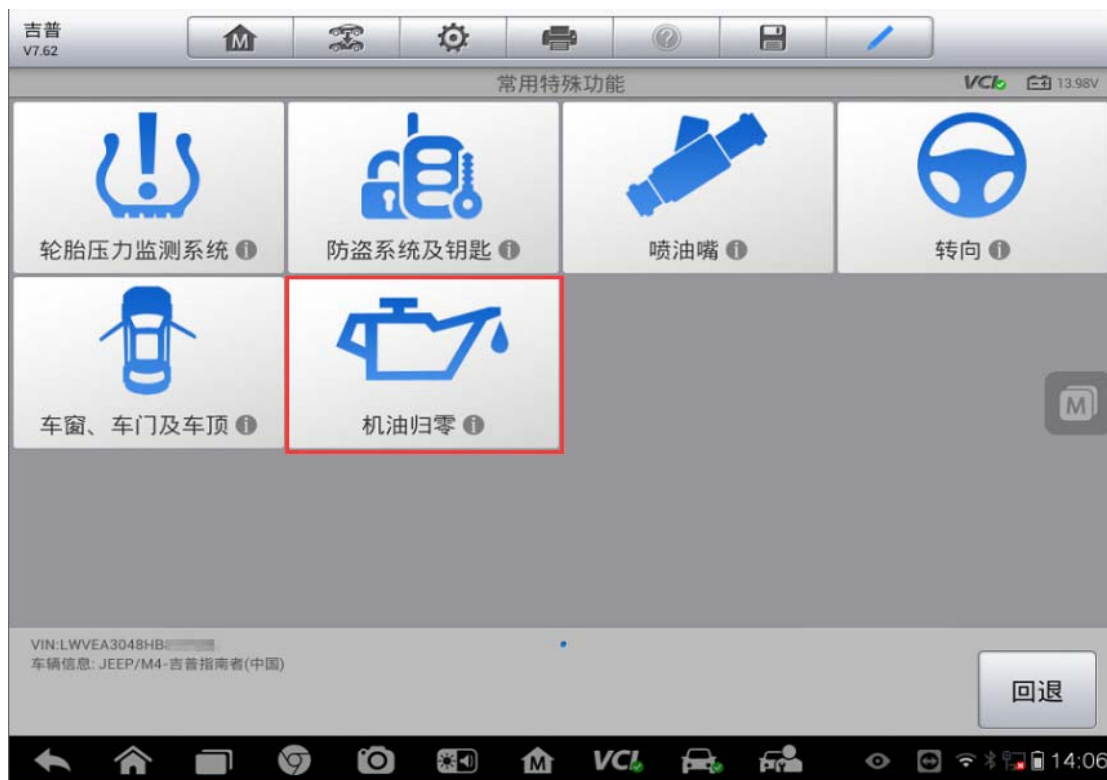 吉普
V7.62
M
常用特殊功能
VCI 13.98V
轮胎压力监测系统
防盗系统及钥匙
喷油嘴
转向
车窗、车门及车顶
机油归零
M
VIN:LWVEA3048HB
车辆信息: JEEP/M4-吉普指南者(中国)
回退
M
VCI
14:06